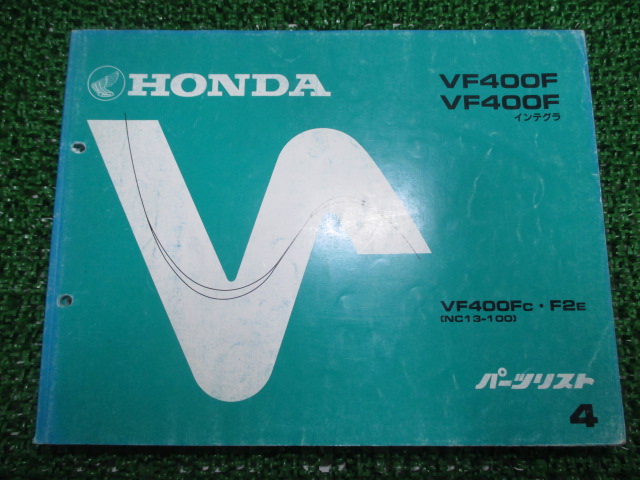 HONDA
VF400F
VF400F
インテグラ
VF400Fc・F2E
(NC13-100)
パーツリスト
4